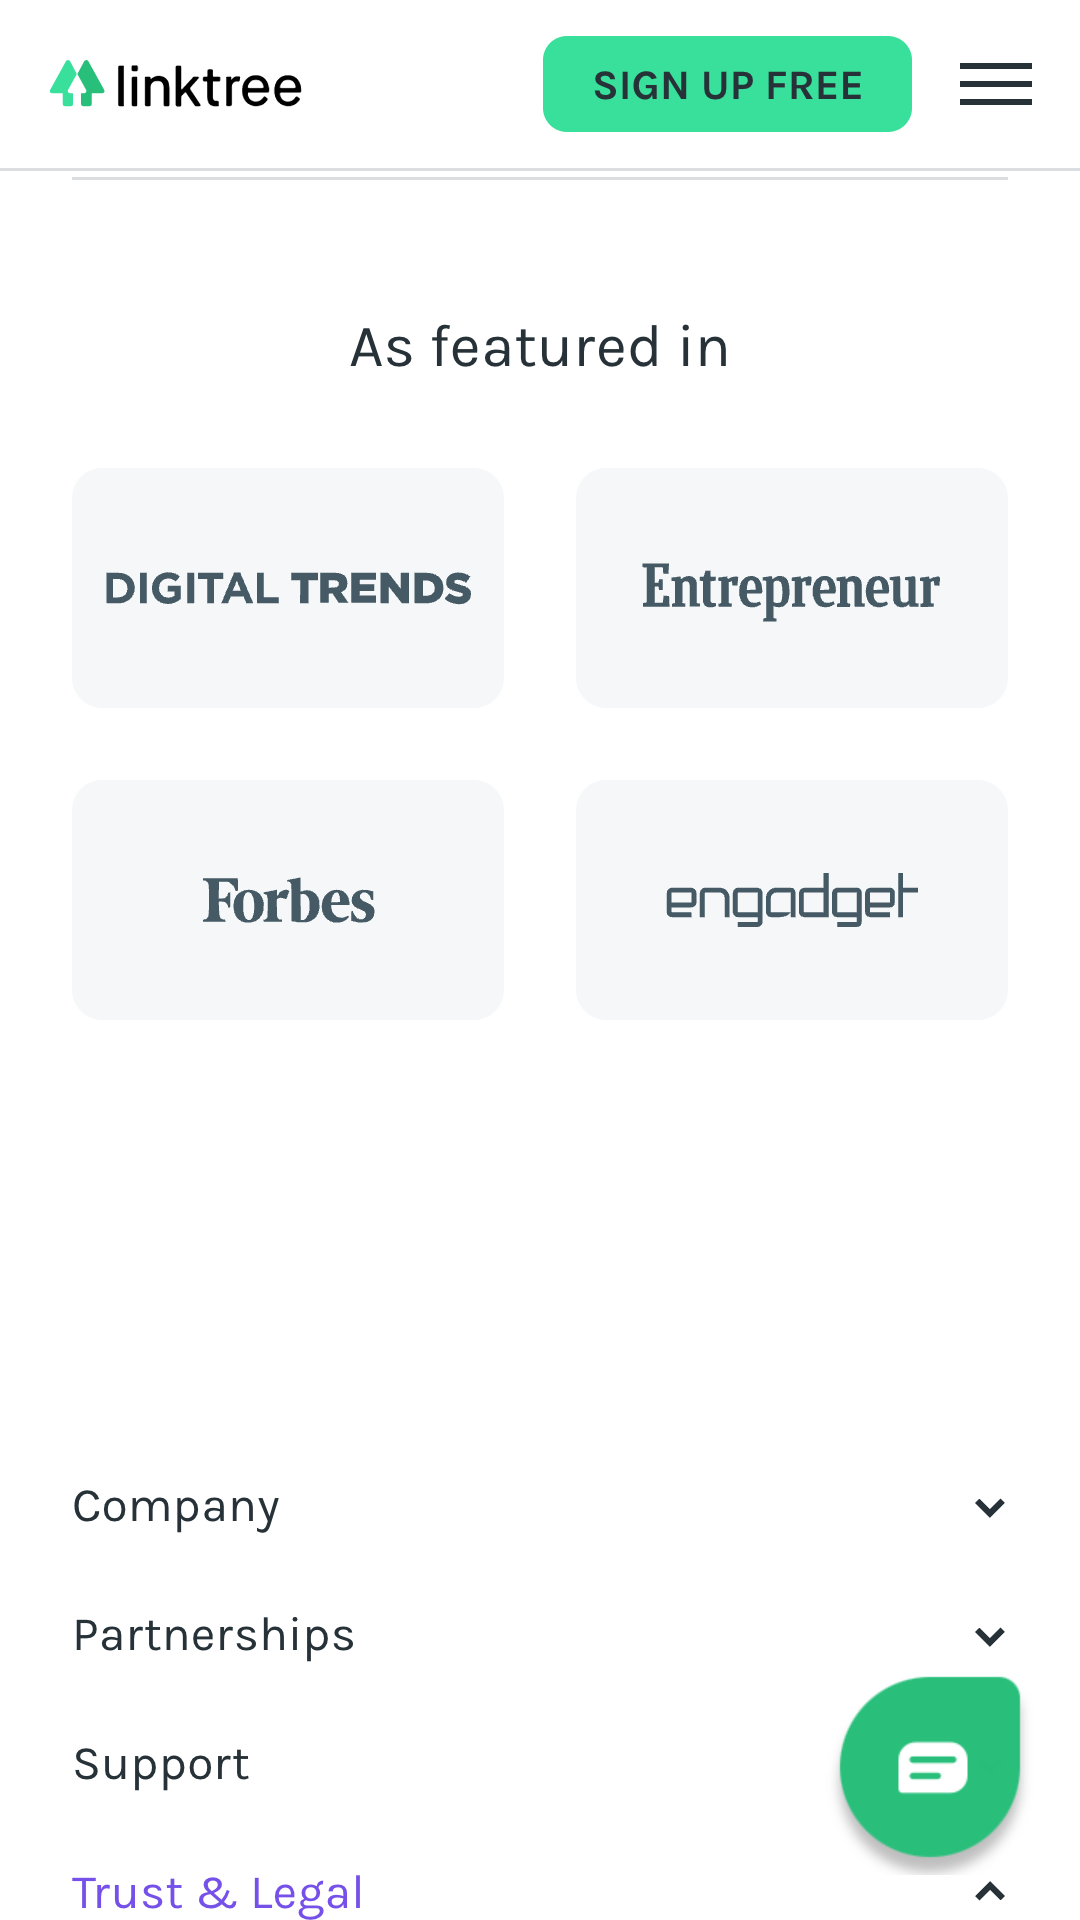 linktree
SIGN UP FREE
As featured in
DIGITAL TRENDS
Entrepreneur
Forbes
engadget
Company
Partnerships
Support
Trust & Legal